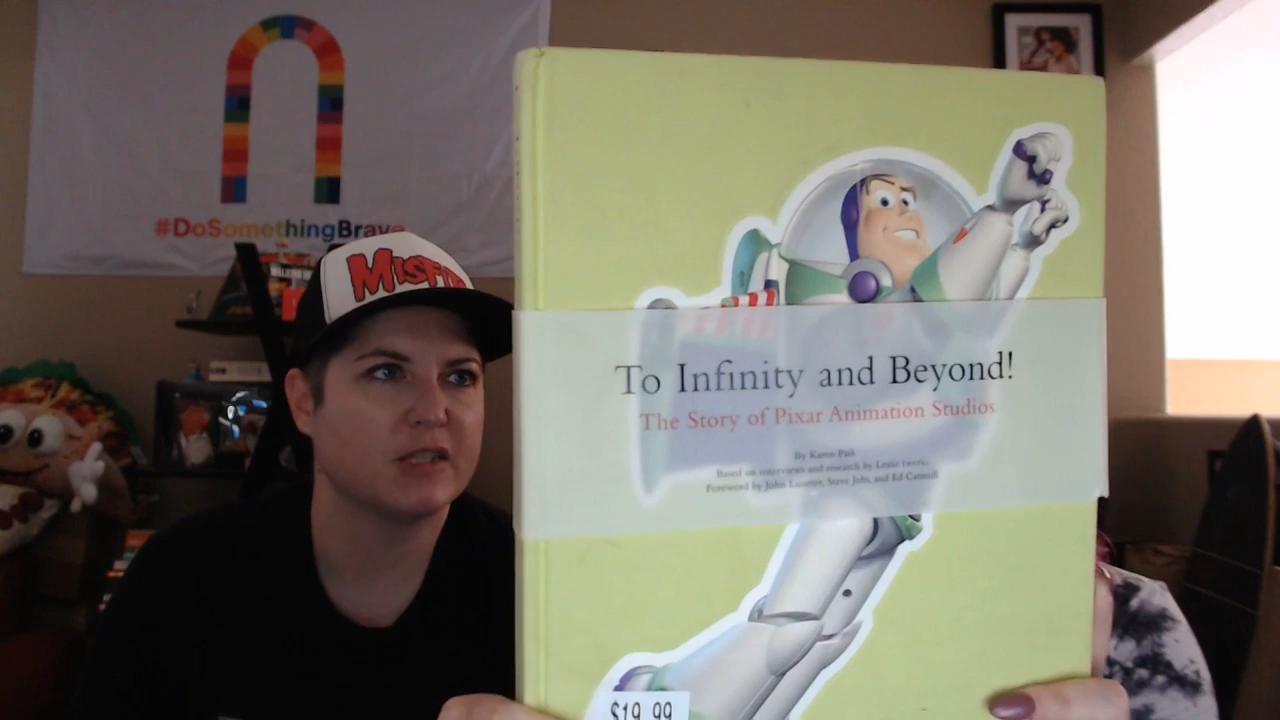 #DoSomethingBrave
MISFITS
To Infinity and Beyond!
The Story of Pixar Animation Studios
By Karen Paik
Based on interviews and research by Leslie Iwerks
Foreword by John Lasseter, Steve Jobs, and Ed Catmull
$19.99